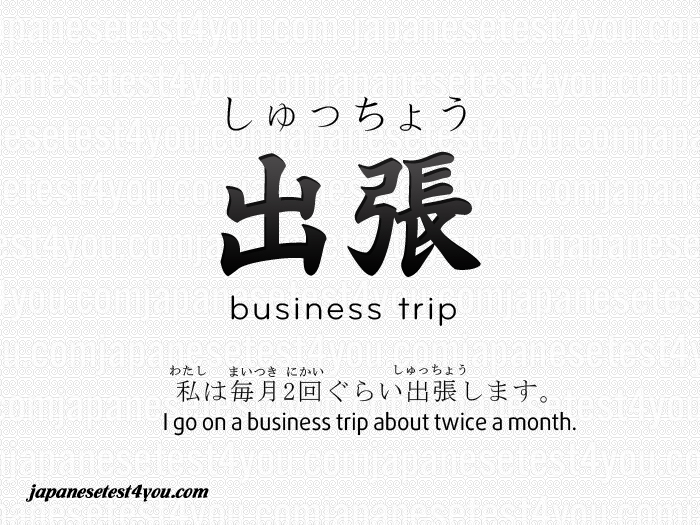 しゅっちょう
出張
business trip
わたし まいつき にかい しゅっちょう
私は毎月2回ぐらい出張します。
I go on a business trip about twice a month.
japanesetest4you.com